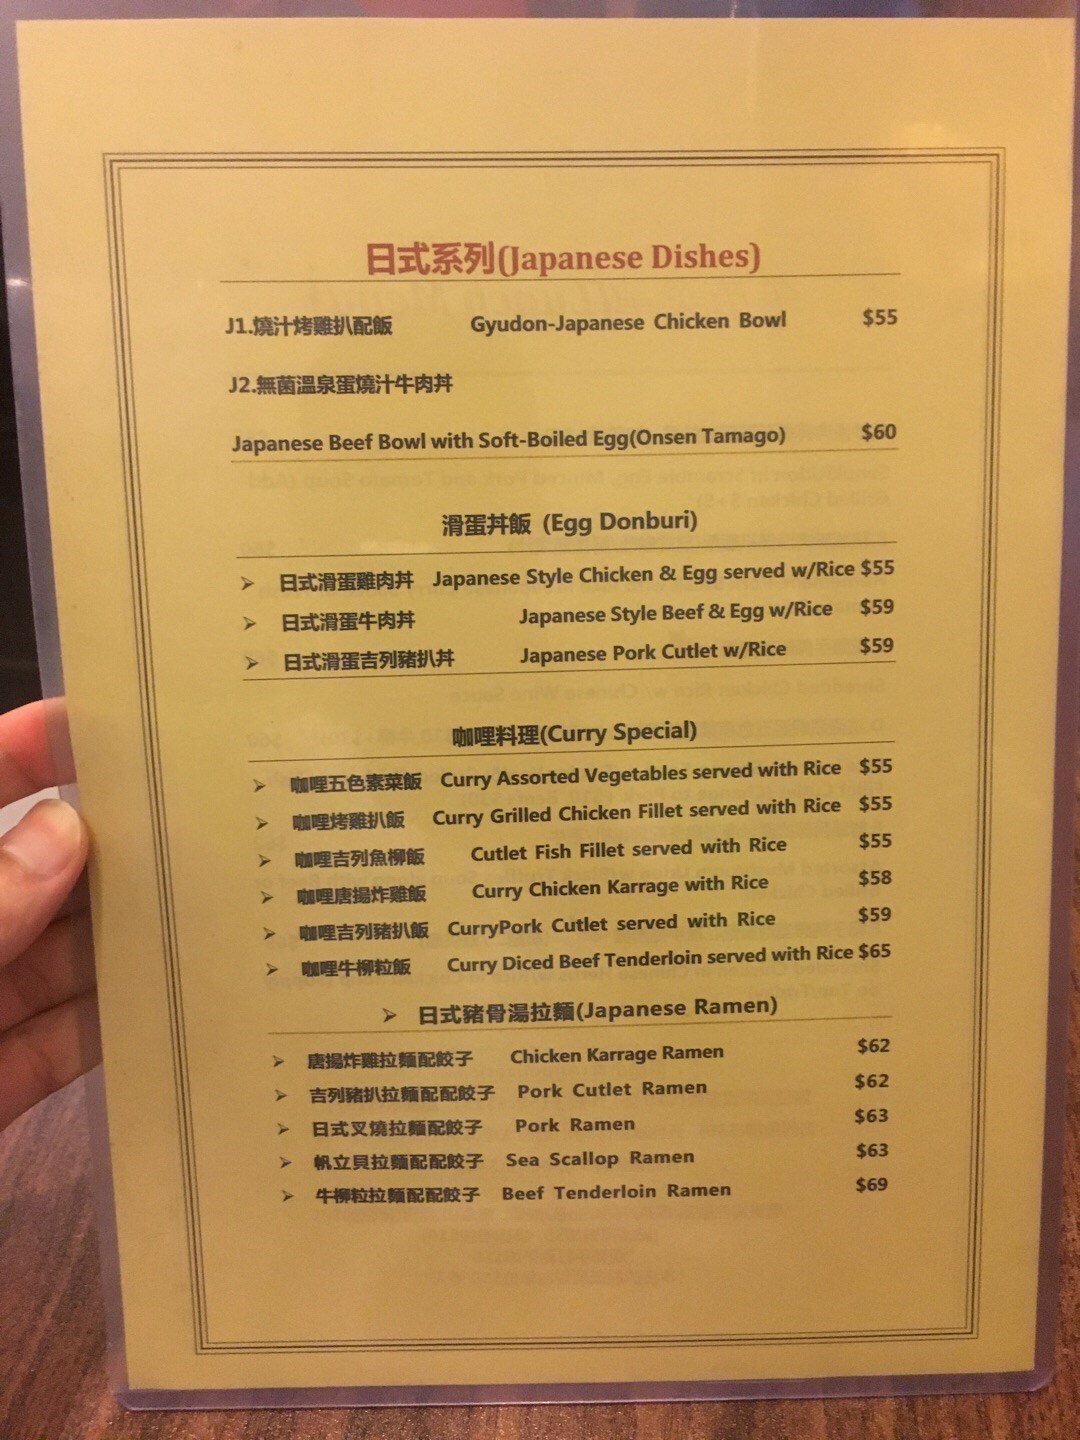 日式系列(Japanese Dishes)
J1.燒汁烤雞扒配飯 Gyudon-Japanese Chicken Bowl $55
J2.無菌溫泉蛋燒汁牛肉丼
Japanese Beef Bowl with Soft-Boiled Egg(Onsen Tamago) $60
滑蛋丼飯 (Egg Donburi)
➢ 日式滑蛋雞肉丼 Japanese Style Chicken & Egg served w/Rice $55
➢ 日式滑蛋牛肉丼 Japanese Style Beef & Egg w/Rice $59
➢ 日式滑蛋吉列豬扒丼 Japanese Pork Cutlet w/Rice $59
咖哩料理(Curry Special)
➢ 咖哩五色素菜飯 Curry Assorted Vegetables served with Rice $55
➢ 咖哩烤雞扒飯 Curry Grilled Chicken Fillet served with Rice $55
➢ 咖哩吉列魚柳飯 Cutlet Fish Fillet served with Rice $55
➢ 咖哩唐揚炸雞飯 Curry Chicken Karrage with Rice $58
➢ 咖哩吉列豬扒飯 CurryPork Cutlet served with Rice $59
➢ 咖哩牛柳粒飯 Curry Diced Beef Tenderloin served with Rice $65
➢ 日式豬骨湯拉麵(Japanese Ramen)
➢ 唐揚炸雞拉麵配餃子 Chicken Karrage Ramen $62
➢ 吉列豬扒拉麵配配餃子 Pork Cutlet Ramen $62
➢ 日式叉燒拉麵配餃子 Pork Ramen $63
➢ 帆立貝拉麵配配餃子 Sea Scallop Ramen $63
➢ 牛柳粒拉麵配配餃子 Beef Tenderloin Ramen $69